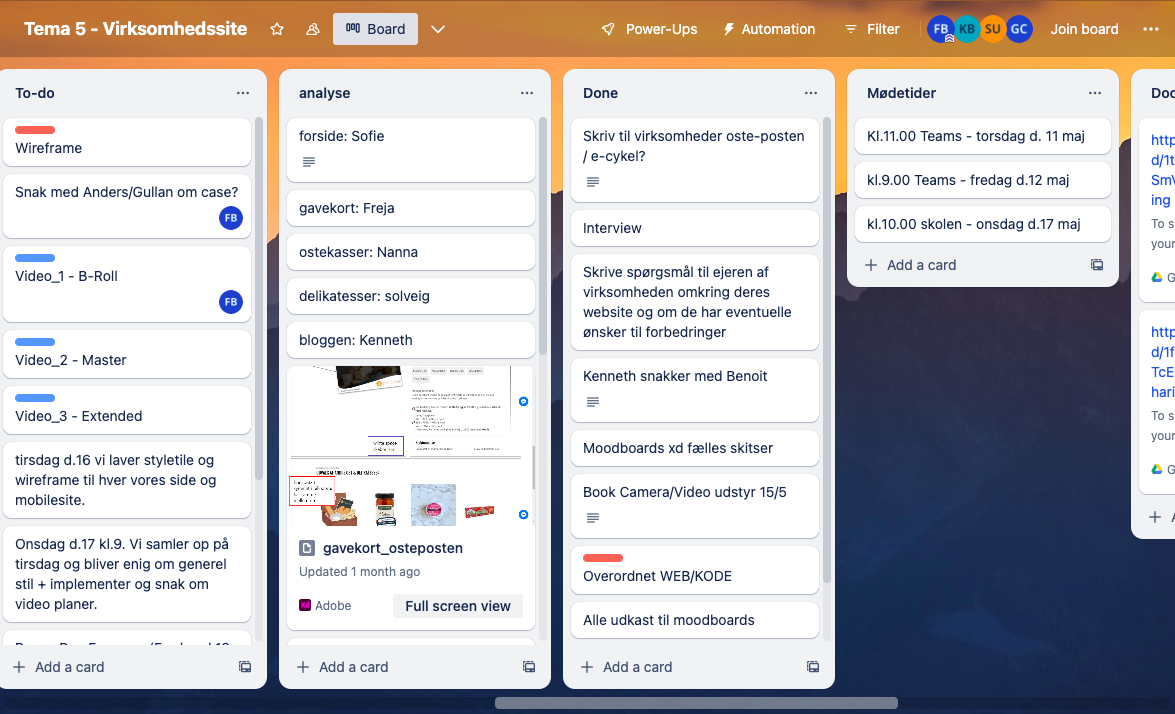 Tema 5 - Virksomhedssite
Board
Power-Ups
Automation
Filter
FB
KB
SU
GC
Join board
To-do
Wireframe
Snak med Anders/Gullan om case?
FB
Video_1 - B-Roll
FB
Video_2 - Master
Video_3 - Extended
tirsdag d.16 vi laver styletile og
wireframe til hver vores side og
mobilesite.
Onsdag d.17 kl.9. Vi samler op på
tirsdag og bliver enig om generel
stil + implementer og snak om
video planer.
Add a card
analyse
forside: Sofie
gavekort: Freja
ostekasser: Nanna
delikatesser: solveig
bloggen: Kenneth
gavekort_osteposten
Updated 1 month ago
Xd Adobe
Full screen view
Add a card
Done
Skriv til virksomheder oste-posten
/ e-cykel?
Interview
Skrive spørgsmål til ejeren af
virksomheden omkring deres
website og om de har eventuelle
ønsker til forbedringer
Kenneth snakker med Benoit
Moodboards xd fælles skitser
Book Camera/Video udstyr 15/5
Overordnet WEB/KODE
Alle udkast til moodboards
Add a card
Mødetider
Kl.11.00 Teams - torsdag d. 11 maj
kl.9.00 Teams - fredag d.12 maj
kl.10.00 skolen - onsdag d.17 maj
Add a card
Doc
http
d/1t
SmV
ing
To s
your
G
http
d/1f
TcE
hari
To s
your
G